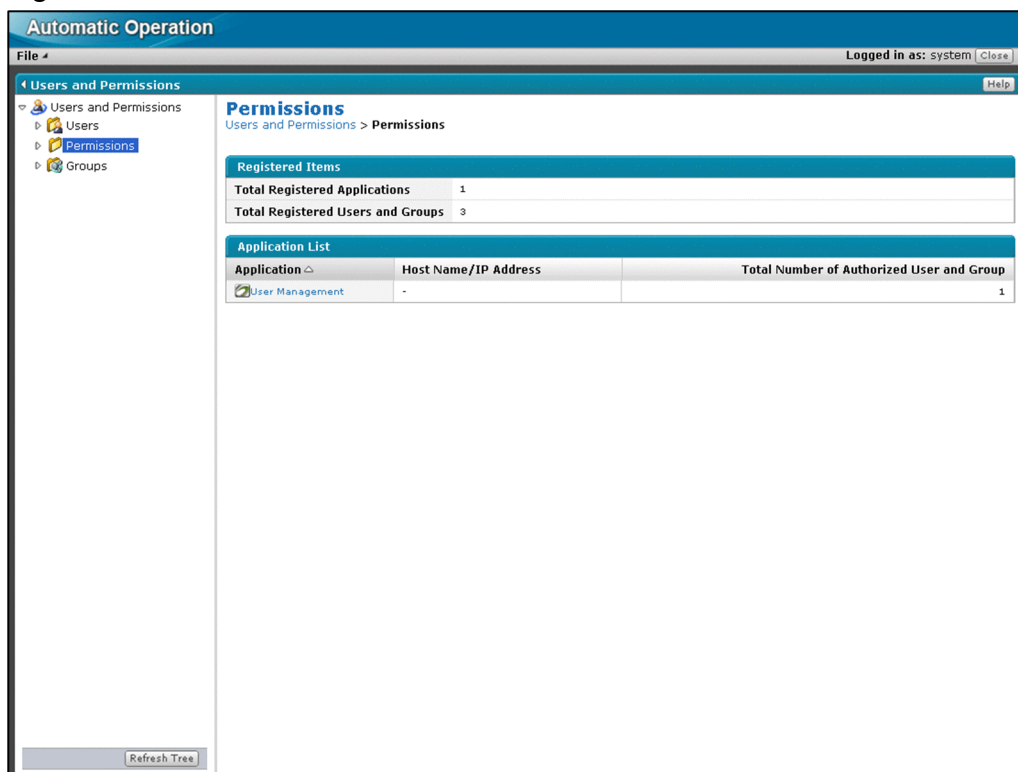 Automatic Operation
File
Logged in as: system Close
Users and Permissions
Help
Users and Permissions
Users
Permissions
Groups
Refresh Tree
Permissions
Users and Permissions > Permissions
Registered Items
Total Registered Applications 1
Total Registered Users and Groups 3
Application List
Application Host Name/IP Address Total Number of Authorized User and Group
User Management - 1